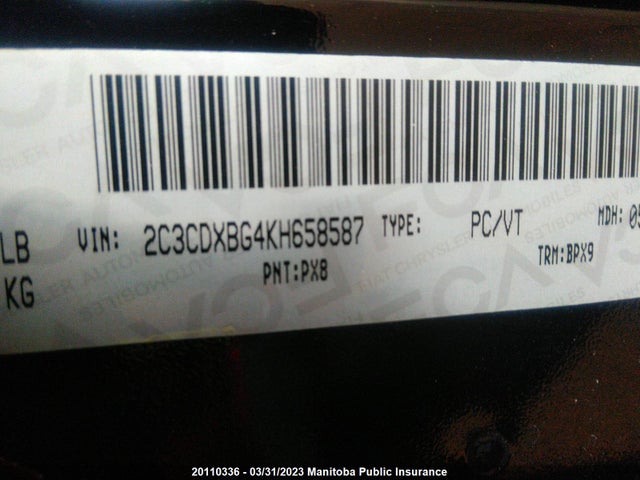 LB VIN: 2C3CDXBG4KH658587 TYPE: PC/VT MDH: 05
KG PNT:PX8 TRM:BPX9
20110336 - 03/31/2023 Manitoba Public Insurance